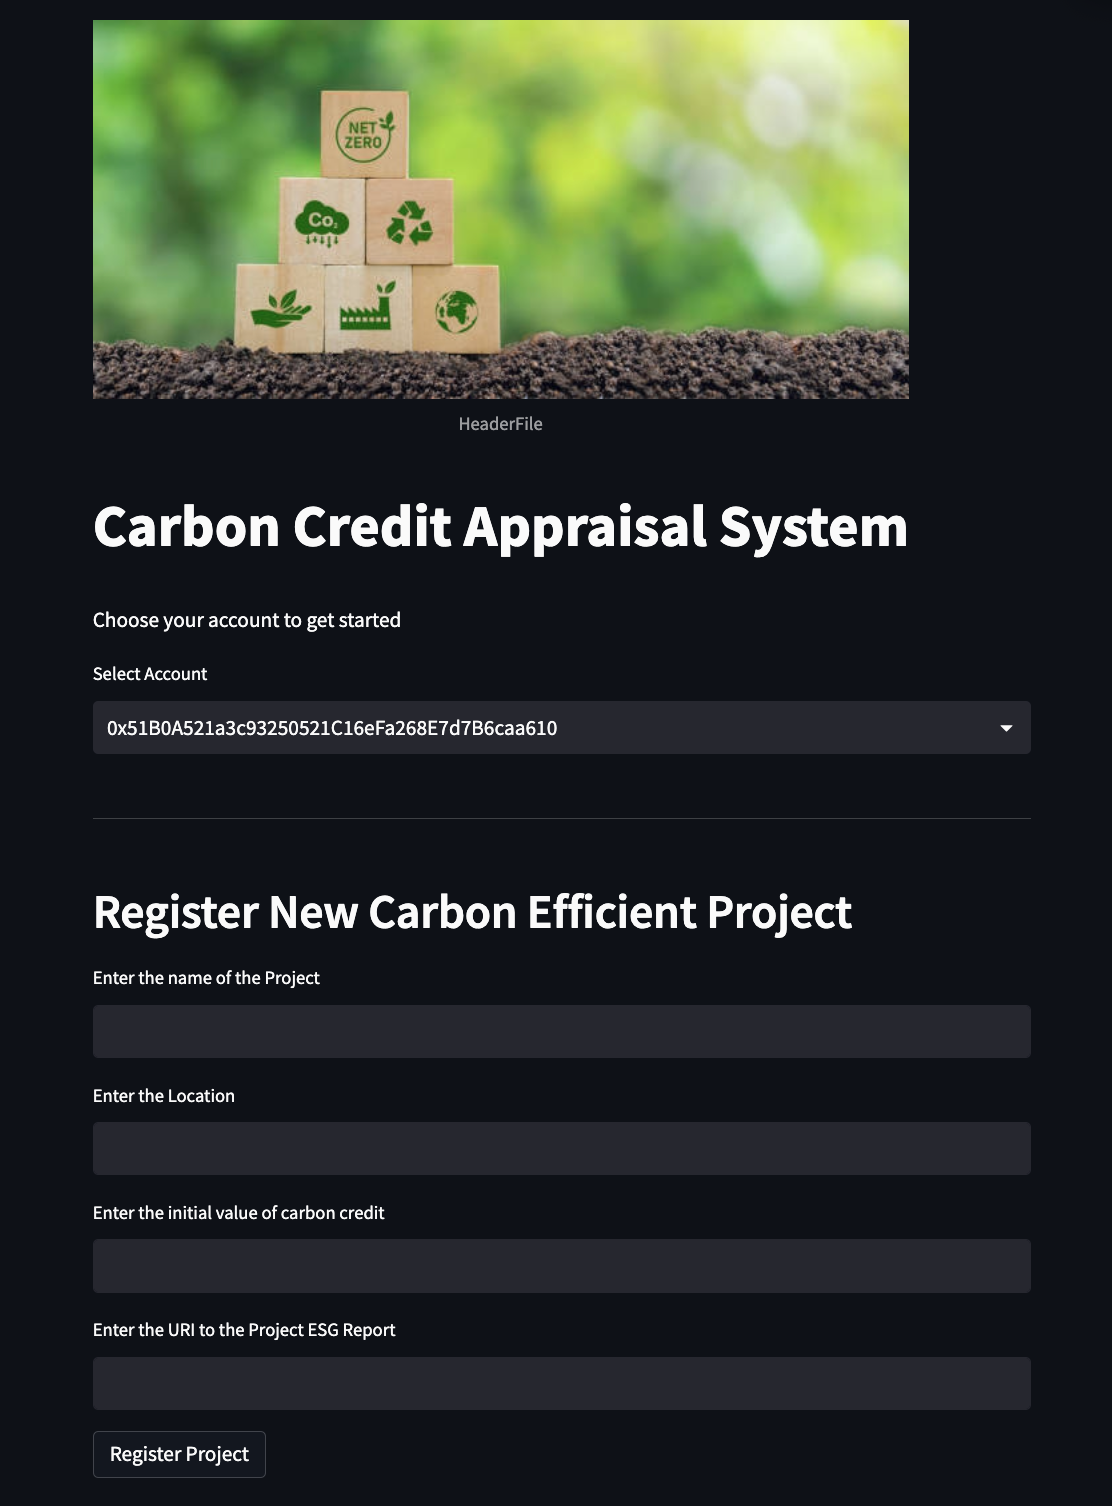 NET
ZERO
Co2
HeaderFile
Carbon Credit Appraisal System
Choose your account to get started
Select Account
0x51B0A521a3c93250521C16eFa268E7d7B6caa610
Register New Carbon Efficient Project
Enter the name of the Project
Enter the Location
Enter the initial value of carbon credit
Enter the URI to the Project ESG Report
Register Project